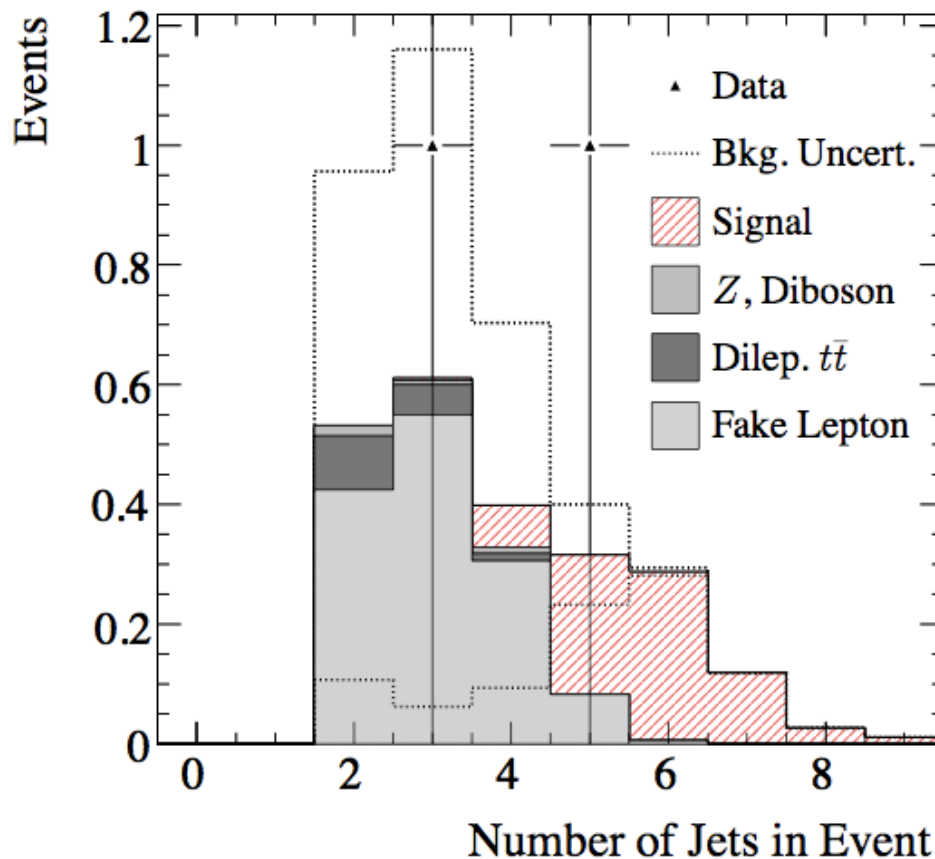 Events
1.2
1
0.8
0.6
0.4
0.2
0
Data
Bkg. Uncert.
Signal
Z, Diboson
Dilep. tt̄
Fake Lepton
0 2 4 6 8
Number of Jets in Event